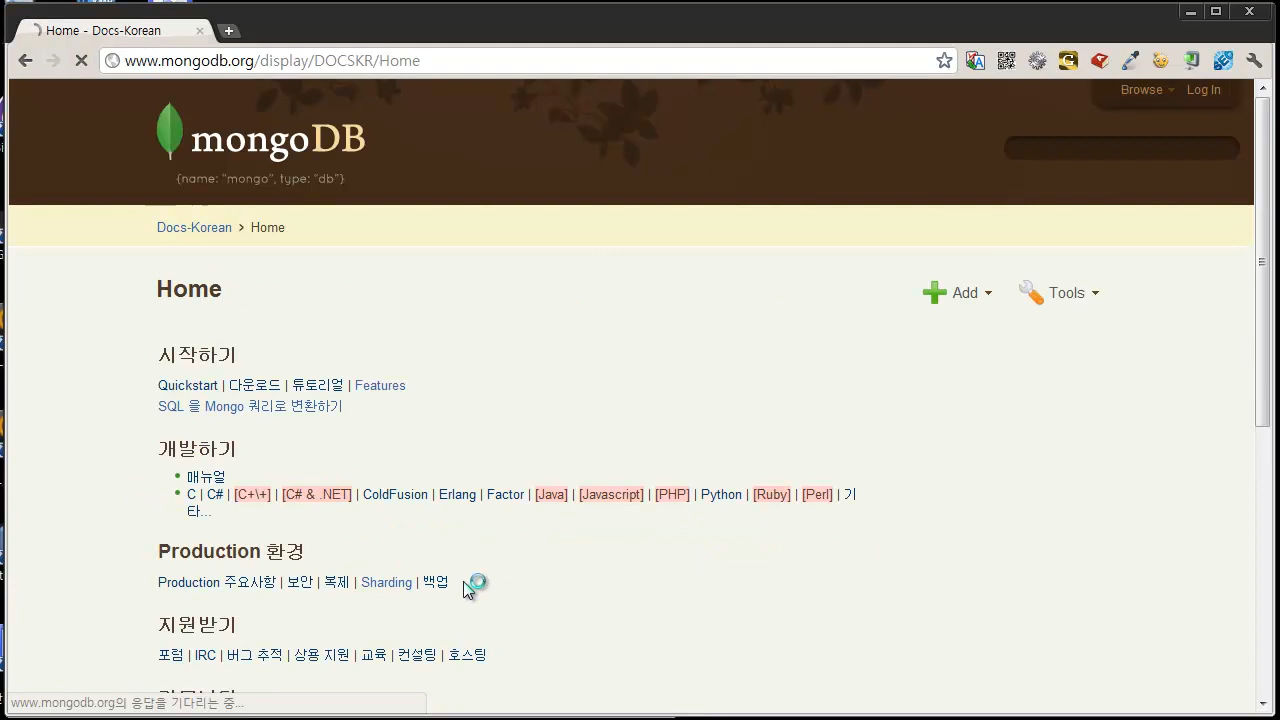 Home - Docs-Korean
www.mongodb.org/display/DOCSKR/Home
Browse Log In
mongoDB
{name: "mongo", type: "db"}
Docs-Korean > Home
Home
Add Tools
시작하기
Quickstart | 다운로드 | 튜토리얼 | Features
SQL 을 Mongo 쿼리로 변환하기
개발하기
매뉴얼
C | C# | [C+\+] | [C# & .NET] | ColdFusion | Erlang | Factor | [Java] | [Javascript] | [PHP] | Python | [Ruby] | [Perl] | 기
타...
Production 환경
Production 주요사항 | 보안 | 복제 | Sharding | 백업
지원받기
포럼 | IRC | 버그 추적 | 상용 지원 | 교육 | 컨설팅 | 호스팅
www.mongodb.org의 응답을 기다리는 중...